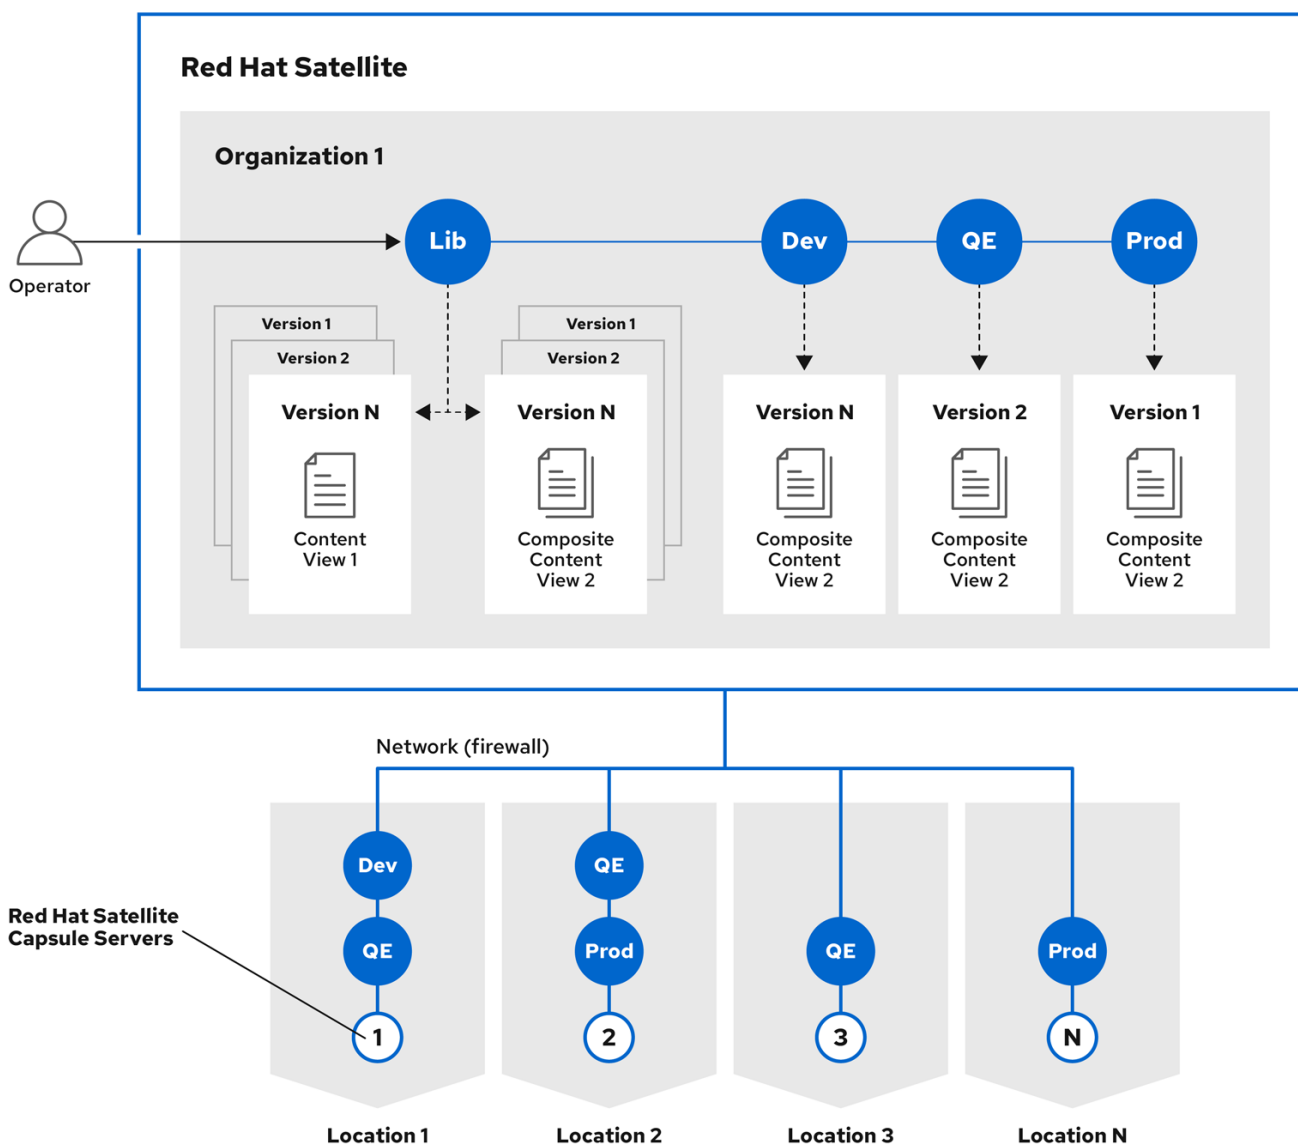 Red Hat Satellite
Organization 1
Operator
Lib
Dev
QE
Prod
Version 1
Version 2
Version N
Content
View 1
Version 1
Version 2
Version N
Composite
Content
View 2
Version N
Composite
Content
View 2
Version 2
Composite
Content
View 2
Version 1
Composite
Content
View 2
Network (firewall)
Red Hat Satellite
Capsule Servers
Dev
QE
1
Location 1
QE
Prod
2
Location 2
QE
3
Location 3
Prod
N
Location N